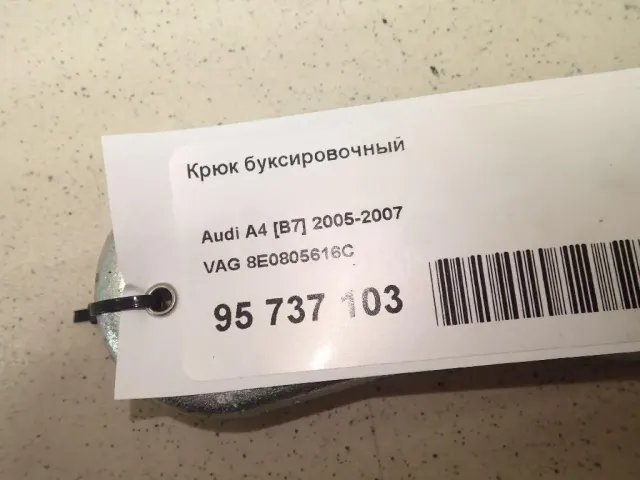 Крюк буксировочный
Audi A4 [B7] 2005-2007
VAG 8E0805616C
95 737 103